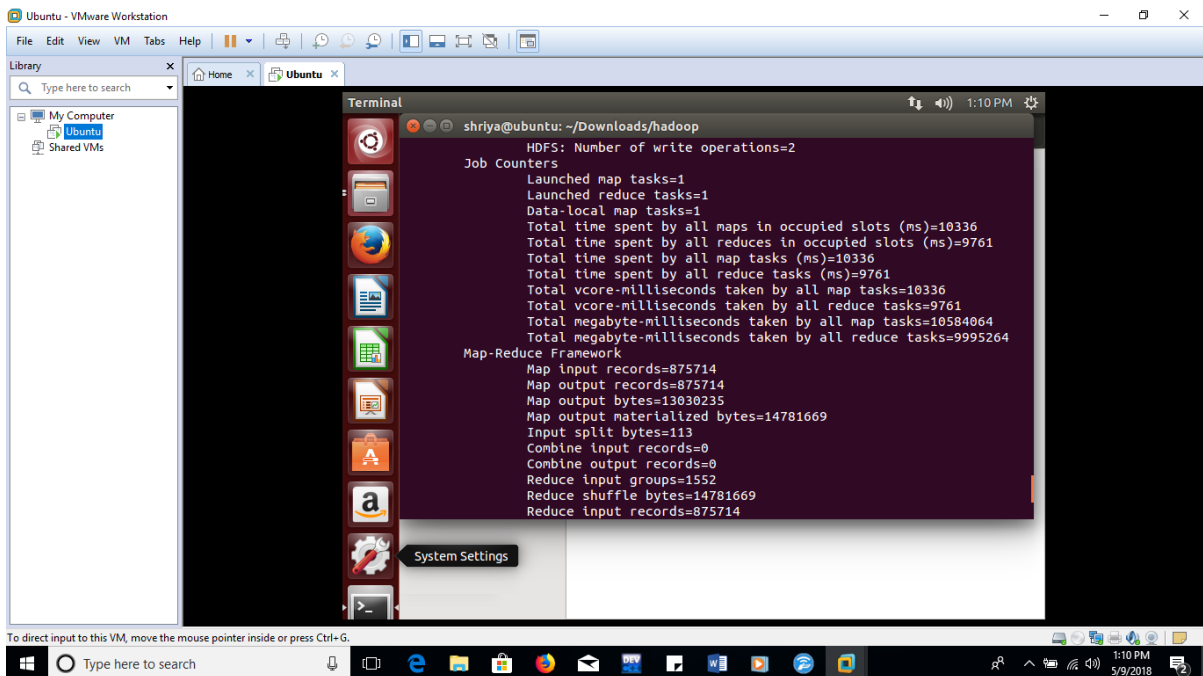 Ubuntu - VMware Workstation
File Edit View VM Tabs Help
Library
Type here to search
My Computer
Ubuntu
Shared VMs
Home
Ubuntu
Terminal
1:10 PM
shriya@ubuntu: ~/Downloads/hadoop
HDFS: Number of write operations=2
Job Counters
Launched map tasks=1
Launched reduce tasks=1
Data-local map tasks=1
Total time spent by all maps in occupied slots (ms)=10336
Total time spent by all reduces in occupied slots (ms)=9761
Total time spent by all map tasks (ms)=10336
Total time spent by all reduce tasks (ms)=9761
Total vcore-milliseconds taken by all map tasks=10336
Total vcore-milliseconds taken by all reduce tasks=9761
Total megabyte-milliseconds taken by all map tasks=10584064
Total megabyte-milliseconds taken by all reduce tasks=9995264
Map-Reduce Framework
Map input records=875714
Map output records=875714
Map output bytes=13030235
Map output materialized bytes=14781669
Input split bytes=113
Combine input records=0
Combine output records=0
Reduce input groups=1552
Reduce shuffle bytes=14781669
Reduce input records=875714
System Settings
To direct input to this VM, move the mouse pointer inside or press Ctrl+G.
Type here to search
DEV
1:10 PM
5/9/2018
2